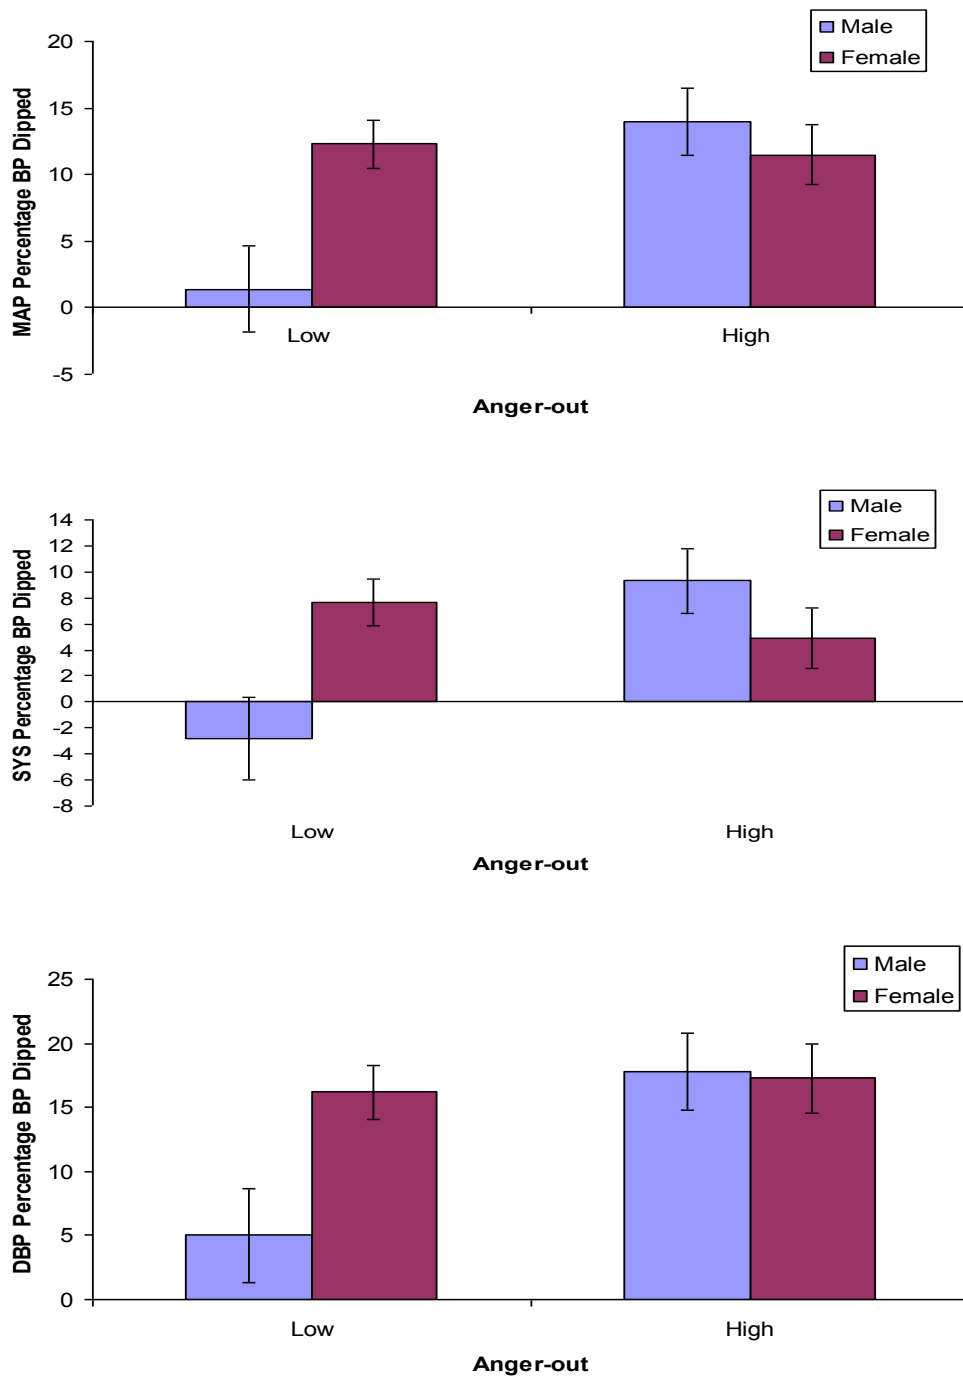 Male
Female
MAP Percentage BP Dipped
20
15
10
5
0
-5
Low
High
Anger-out
Male
Female
SYS Percentage BP Dipped
14
12
10
8
6
4
2
0
-2
-4
-6
-8
Low
High
Anger-out
Male
Female
DBP Percentage BP Dipped
25
20
15
10
5
0
Low
High
Anger-out